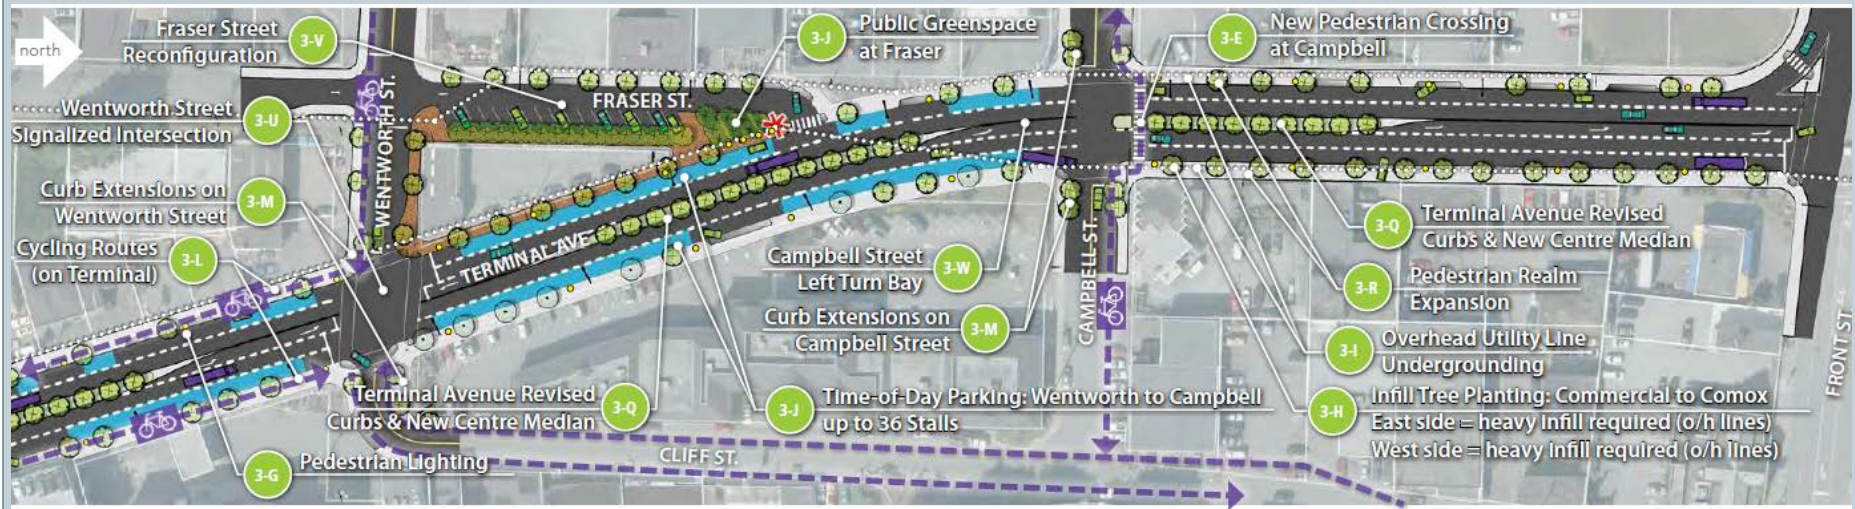 north
Fraser Street
Reconfiguration
3-V
3-J
Public Greenspace
at Fraser
3-E
New Pedestrian Crossing
at Campbell
Wentworth Street
Signalized Intersection
3-U
WENTWORTH ST.
FRASER ST.
Curb Extensions on
Wentworth Street
3-M
Cycling Routes
(on Terminal)
3-L
TERMINAL AVE
Campbell Street
Left Turn Bay
3-W
Curb Extensions on
Campbell Street
3-M
CAMPBELL ST.
3-Q
Terminal Avenue Revised
Curbs & New Centre Median
3-R
Pedestrian Realm
Expansion
3-I
Overhead Utility Line
Undergrounding
FRONT ST.
Terminal Avenue Revised
Curbs & New Centre Median
3-Q
3-J
Time-of-Day Parking: Wentworth to Campbell
up to 36 Stalls
3-H
Infill Tree Planting: Commercial to Comox
East side = heavy infill required (o/h lines)
West side = heavy infill required (o/h lines)
3-G
Pedestrian Lighting
CLIFF ST.